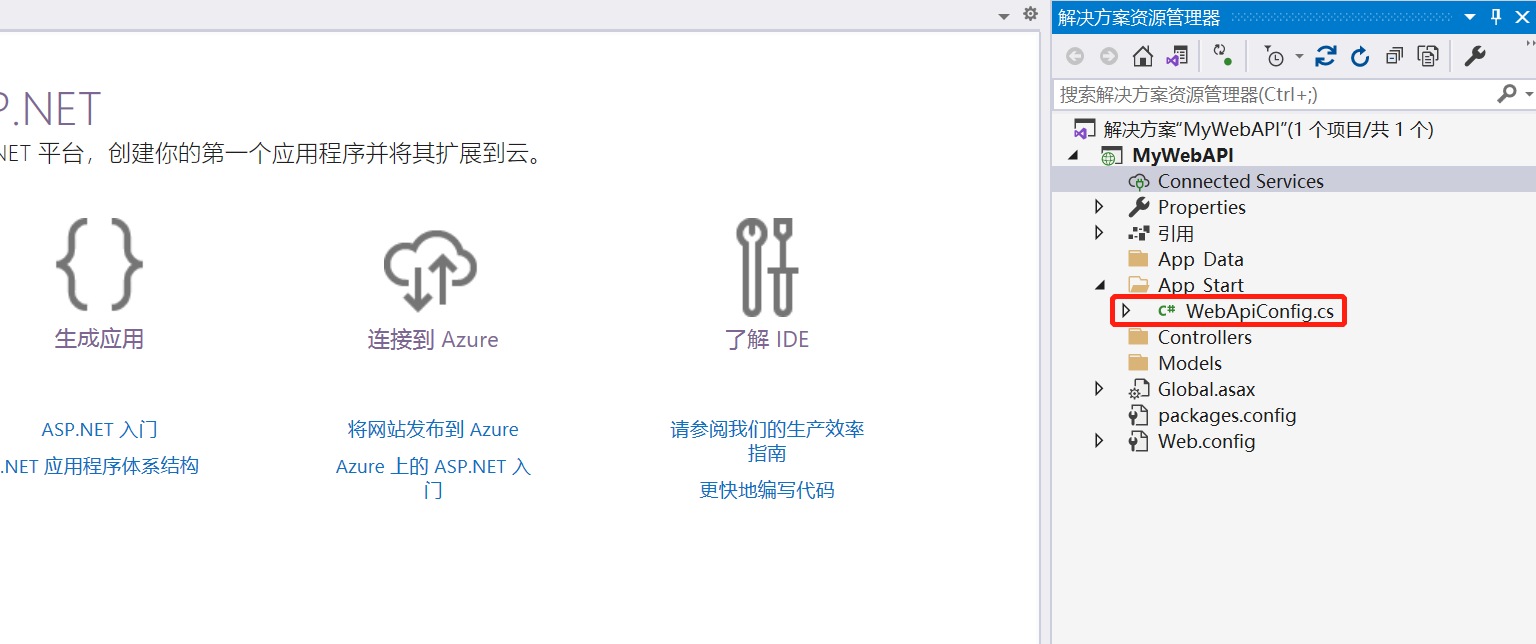 P.NET
NET 平台，创建你的第一个应用程序并将其扩展到云。
生成应用
连接到 Azure
了解 IDE
ASP.NET 入门
.NET 应用程序体系结构
将网站发布到 Azure
Azure 上的 ASP.NET 入
门
请参阅我们的生产效率
指南
更快地编写代码
解决方案资源管理器
搜索解决方案资源管理器(Ctrl+;)
解决方案“MyWebAPI”(1 个项目/共 1 个)
MyWebAPI
Connected Services
Properties
引用
App_Data
App_Start
C# WebApiConfig.cs
Controllers
Models
Global.asax
packages.config
Web.config